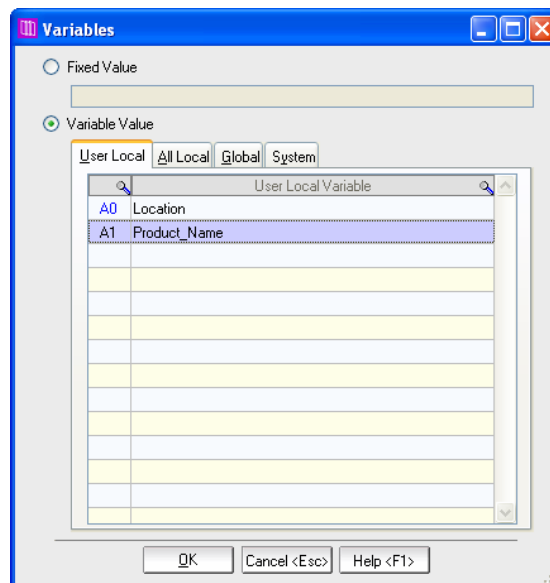 Variables
Fixed Value
Variable Value
User Local All Local Global System
User Local Variable
A0 Location
A1 Product_Name
OK Cancel <Esc> Help <F1>